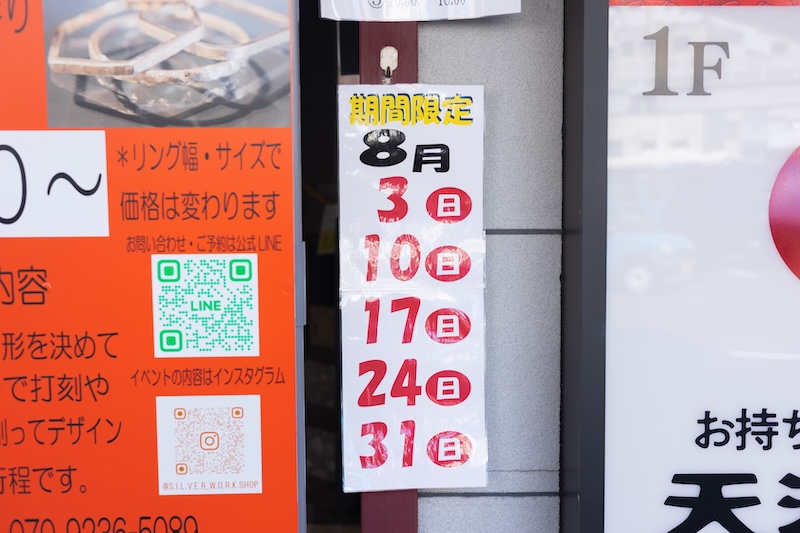 0~
*リング幅・サイズで
価格は変わります
お問い合わせ・ご予約は公式LINE
LINE
内容
形を決めて
で打刻や
ってデザイン
行程です。
イベントの内容はインスタグラム
@S.I.L.V.E.R_W.O.R.K.SHOP
070-9236-5089
期間限定
8月
3日
10日
17日
24日
31日
1F
お持ち